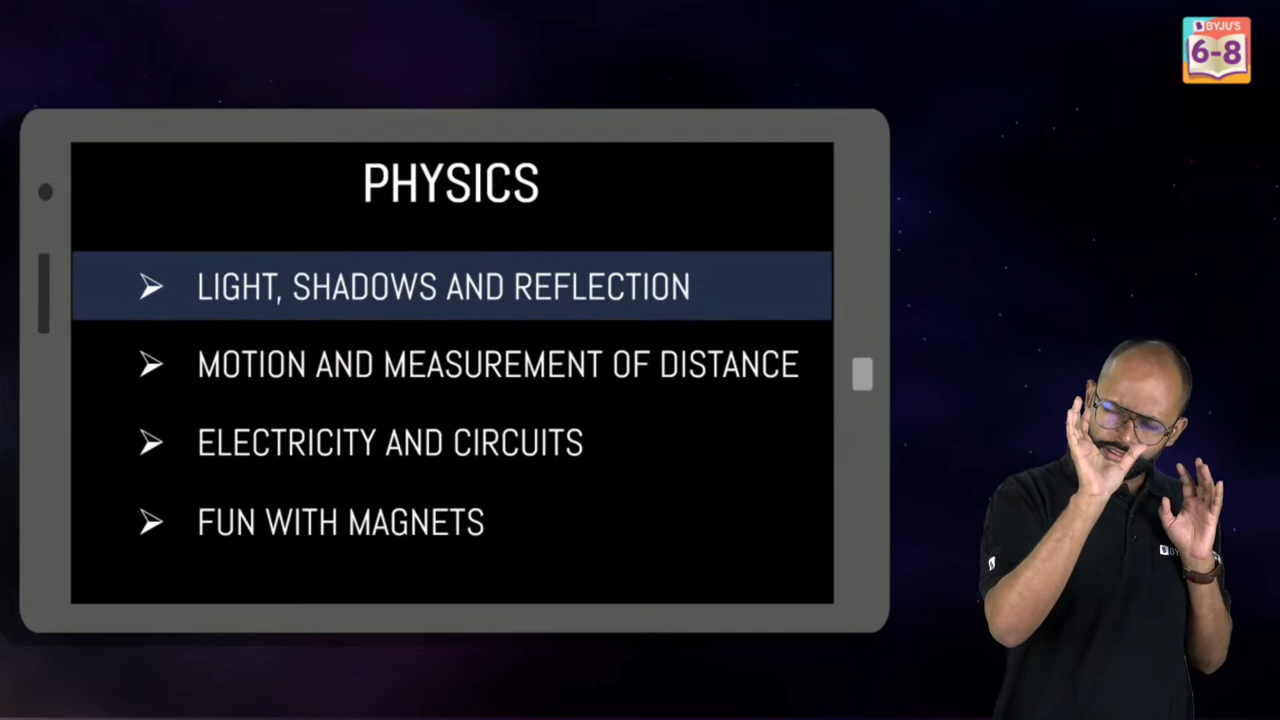 BYJU'S
6-8
PHYSICS
➢ LIGHT, SHADOWS AND REFLECTION
➢ MOTION AND MEASUREMENT OF DISTANCE
➢ ELECTRICITY AND CIRCUITS
➢ FUN WITH MAGNETS